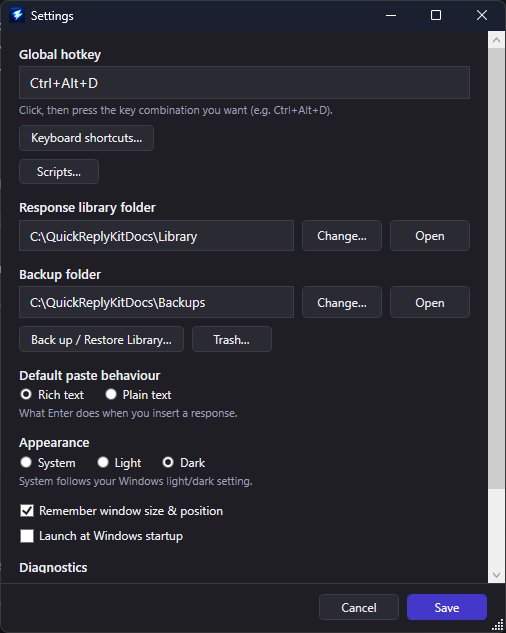 Settings
Global hotkey
Ctrl+Alt+D
Click, then press the key combination you want (e.g. Ctrl+Alt+D).
Keyboard shortcuts...
Scripts...
Response library folder
C:\QuickReplyKitDocs\Library Change... Open
Backup folder
C:\QuickReplyKitDocs\Backups Change... Open
Back up / Restore Library... Trash...
Default paste behaviour
Rich text Plain text
What Enter does when you insert a response.
Appearance
System Light Dark
System follows your Windows light/dark setting.
Remember window size & position
Launch at Windows startup
Diagnostics
Cancel Save